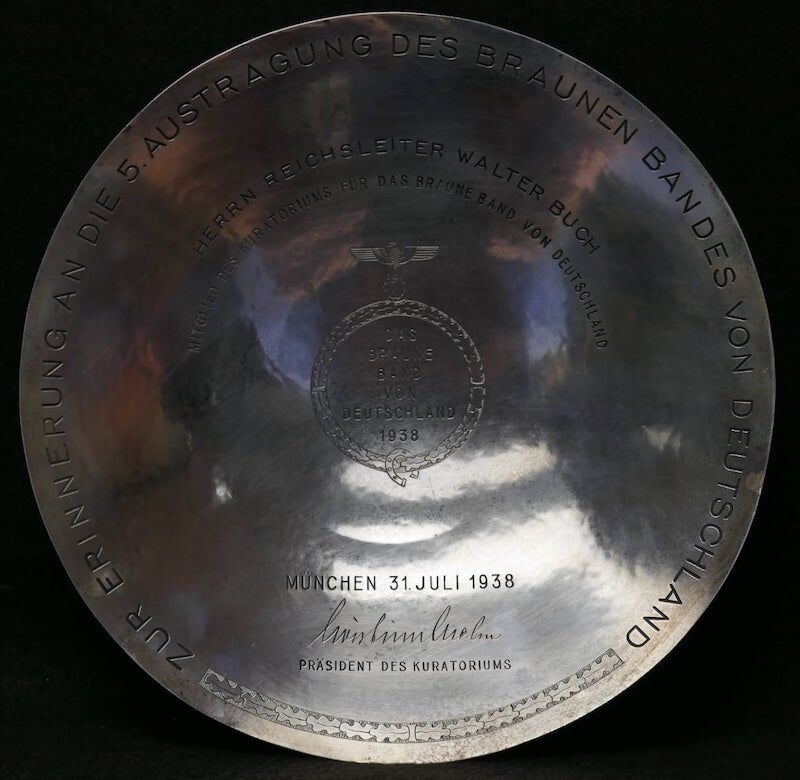 ZUR ERINNERUNG AN DIE 5. AUSTRAGUNG DES BRAUNEN BANDES VON DEUTSCHLAND
HERRN REICHSLEITER WALTER BUCH
MITGLIED DES KURATORIUMS FÜR DAS BRAUNE BAND VON DEUTSCHLAND
DAS
BRAUNE
BAND
VON
DEUTSCHLAND
1938
MÜNCHEN 31. JULI 1938
PRÄSIDENT DES KURATORIUMS